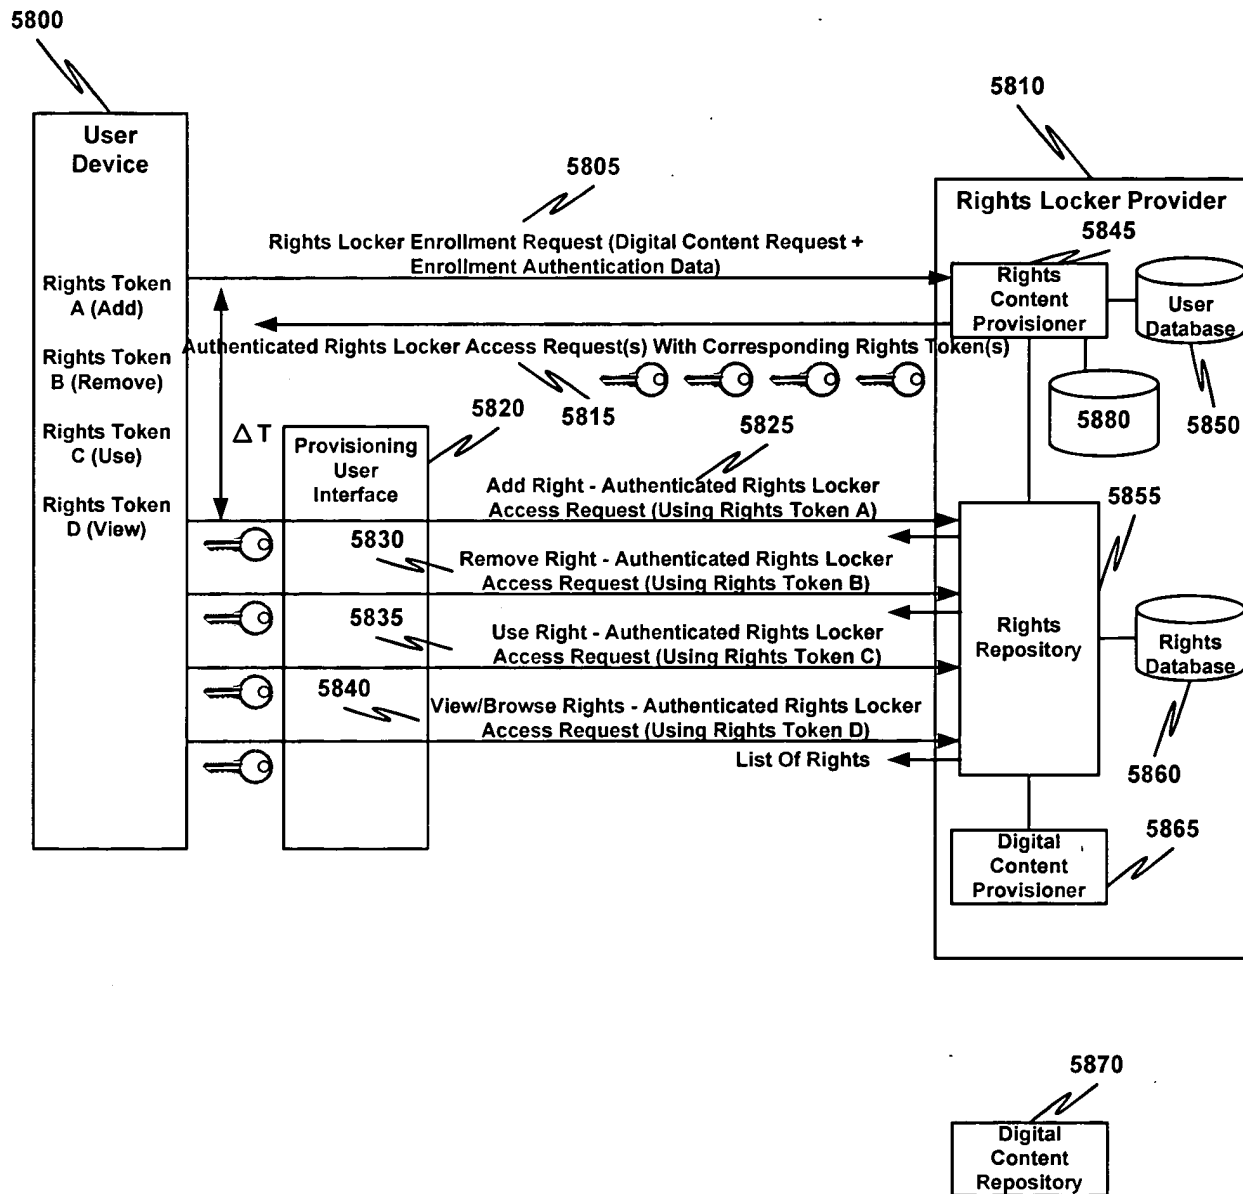 5800
User
Device
Rights Token
A (Add)
Rights Token
B (Remove)
Rights Token
C (Use)
Rights Token
D (View)
5805
Rights Locker Enrollment Request (Digital Content Request +
Enrollment Authentication Data)
Authenticated Rights Locker Access Request(s) With Corresponding Rights Token(s)
5815
Δ T
5820
Provisioning
User
Interface
5825
Add Right - Authenticated Rights Locker
Access Request (Using Rights Token A)
5830
Remove Right - Authenticated Rights Locker
Access Request (Using Rights Token B)
5835
Use Right - Authenticated Rights Locker
Access Request (Using Rights Token C)
5840
View/Browse Rights - Authenticated Rights Locker
Access Request (Using Rights Token D)
List Of Rights
5810
Rights Locker Provider
5845
Rights
Content
Provisioner
User
Database
5850
5880
5855
Rights
Repository
Rights
Database
5860
5865
Digital
Content
Provisioner
5870
Digital
Content
Repository